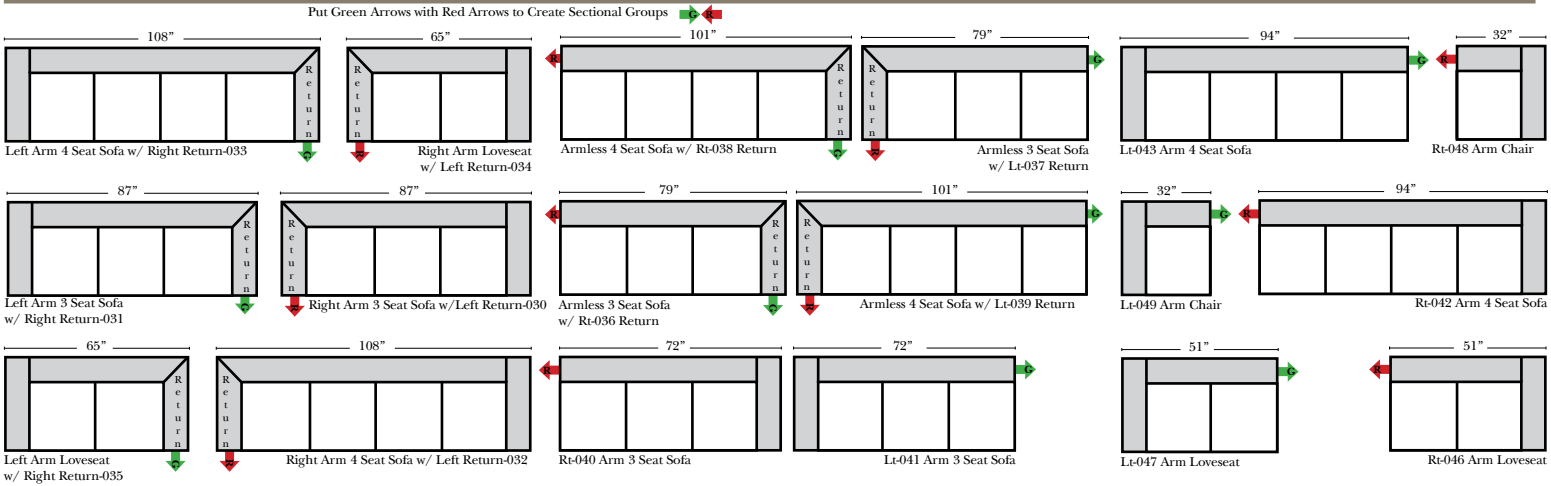 Put Green Arrows with Red Arrows to Create Sectional Groups G R
108”
65”
101”
79”
94”
32”
Return
G
Left Arm 4 Seat Sofa w/ Right Return-033
Return
R
Right Arm Loveseat
w/ Left Return-034
R
Return
G
Armless 4 Seat Sofa w/ Rt-038 Return
Return
R
G
Armless 3 Seat Sofa
w/ Lt-037 Return
G
Lt-043 Arm 4 Seat Sofa
R
Rt-048 Arm Chair
87”
87”
79”
101”
32”
94”
Return
G
Left Arm 3 Seat Sofa
w/ Right Return-031
Return
R
Right Arm 3 Seat Sofa w/Left Return-030
R
Return
G
Armless 3 Seat Sofa
w/ Rt-036 Return
Return
R
G
Armless 4 Seat Sofa w/ Lt-039 Return
G
Lt-049 Arm Chair
R
Rt-042 Arm 4 Seat Sofa
65”
108”
72”
72”
51”
51”
Return
G
Left Arm Loveseat
w/ Right Return-035
Return
R
Right Arm 4 Seat Sofa w/ Left Return-032
R
Rt-040 Arm 3 Seat Sofa
G
Lt-041 Arm 3 Seat Sofa
G
Lt-047 Arm Loveseat
R
Rt-046 Arm Loveseat